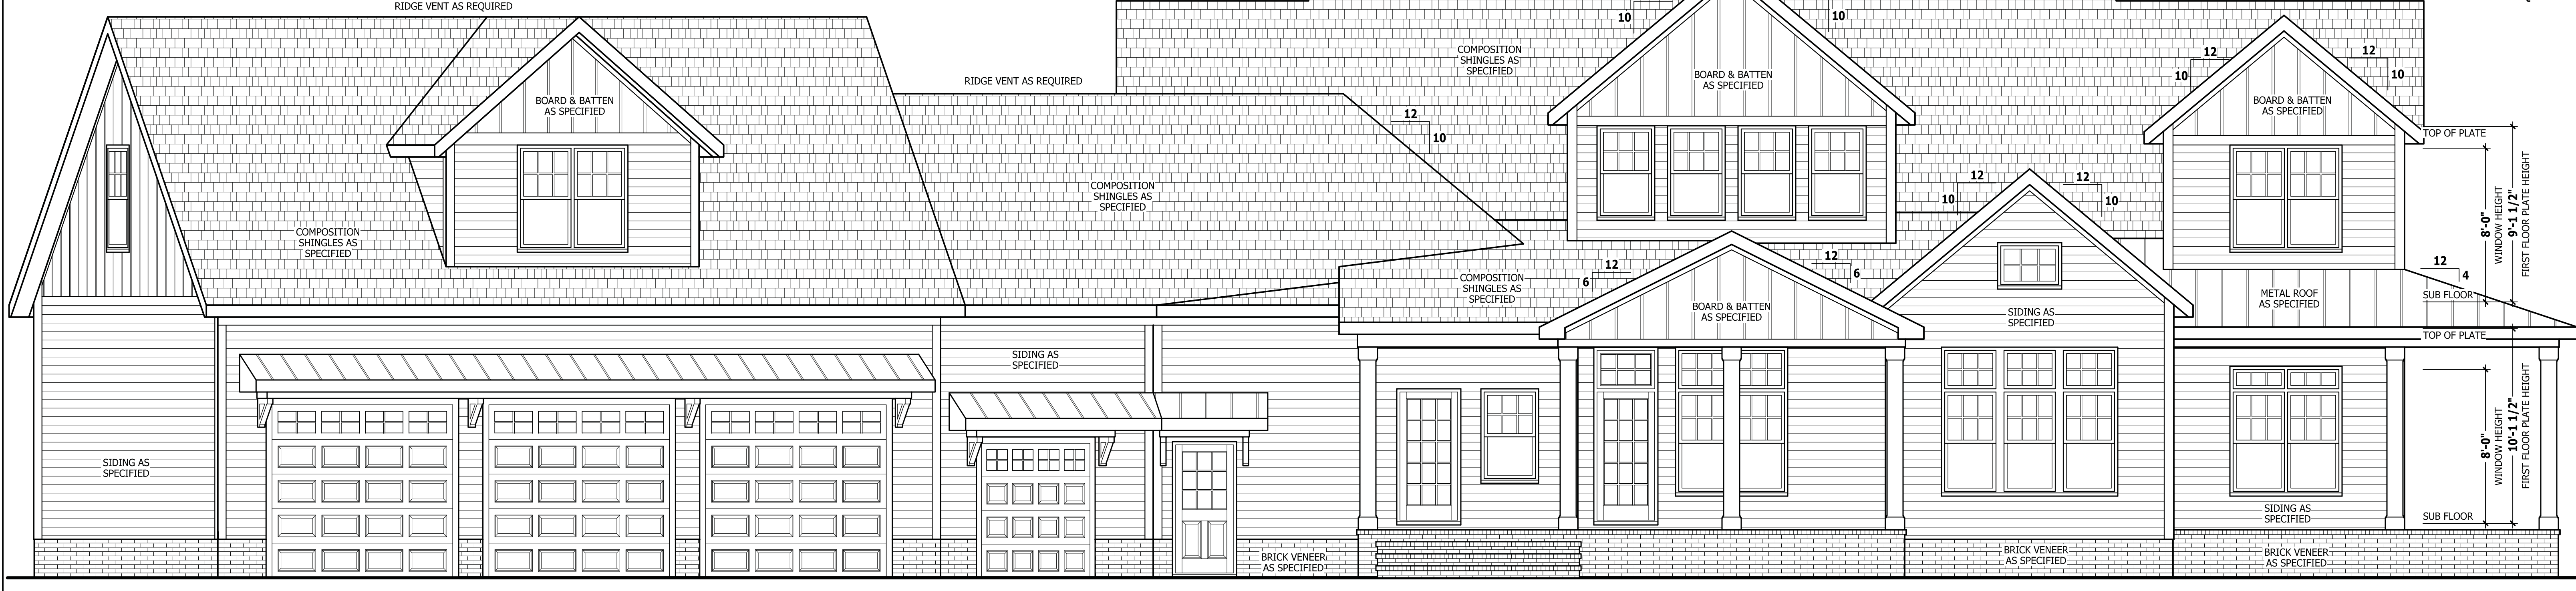 RIDGE VENT AS REQUIRED
BOARD & BATTEN
AS SPECIFIED
COMPOSITION
SHINGLES AS
SPECIFIED
SIDING AS
SPECIFIED
RIDGE VENT AS REQUIRED
12
10
COMPOSITION
SHINGLES AS
SPECIFIED
SIDING AS
SPECIFIED
BRICK VENEER
AS SPECIFIED
COMPOSITION
SHINGLES AS
SPECIFIED
10
10
BOARD & BATTEN
AS SPECIFIED
COMPOSITION
SHINGLES AS
SPECIFIED
12
6
12
6
BOARD & BATTEN
AS SPECIFIED
12
10
12
10
SIDING AS
SPECIFIED
BRICK VENEER
AS SPECIFIED
12
10
12
10
BOARD & BATTEN
AS SPECIFIED
METAL ROOF
AS SPECIFIED
12
4
SIDING AS
SPECIFIED
BRICK VENEER
AS SPECIFIED
TOP OF PLATE
8'-0"
WINDOW HEIGHT
9'-1 1/2"
FIRST FLOOR PLATE HEIGHT
SUB FLOOR
TOP OF PLATE
8'-0"
WINDOW HEIGHT
10'-1 1/2"
FIRST FLOOR PLATE HEIGHT
SUB FLOOR